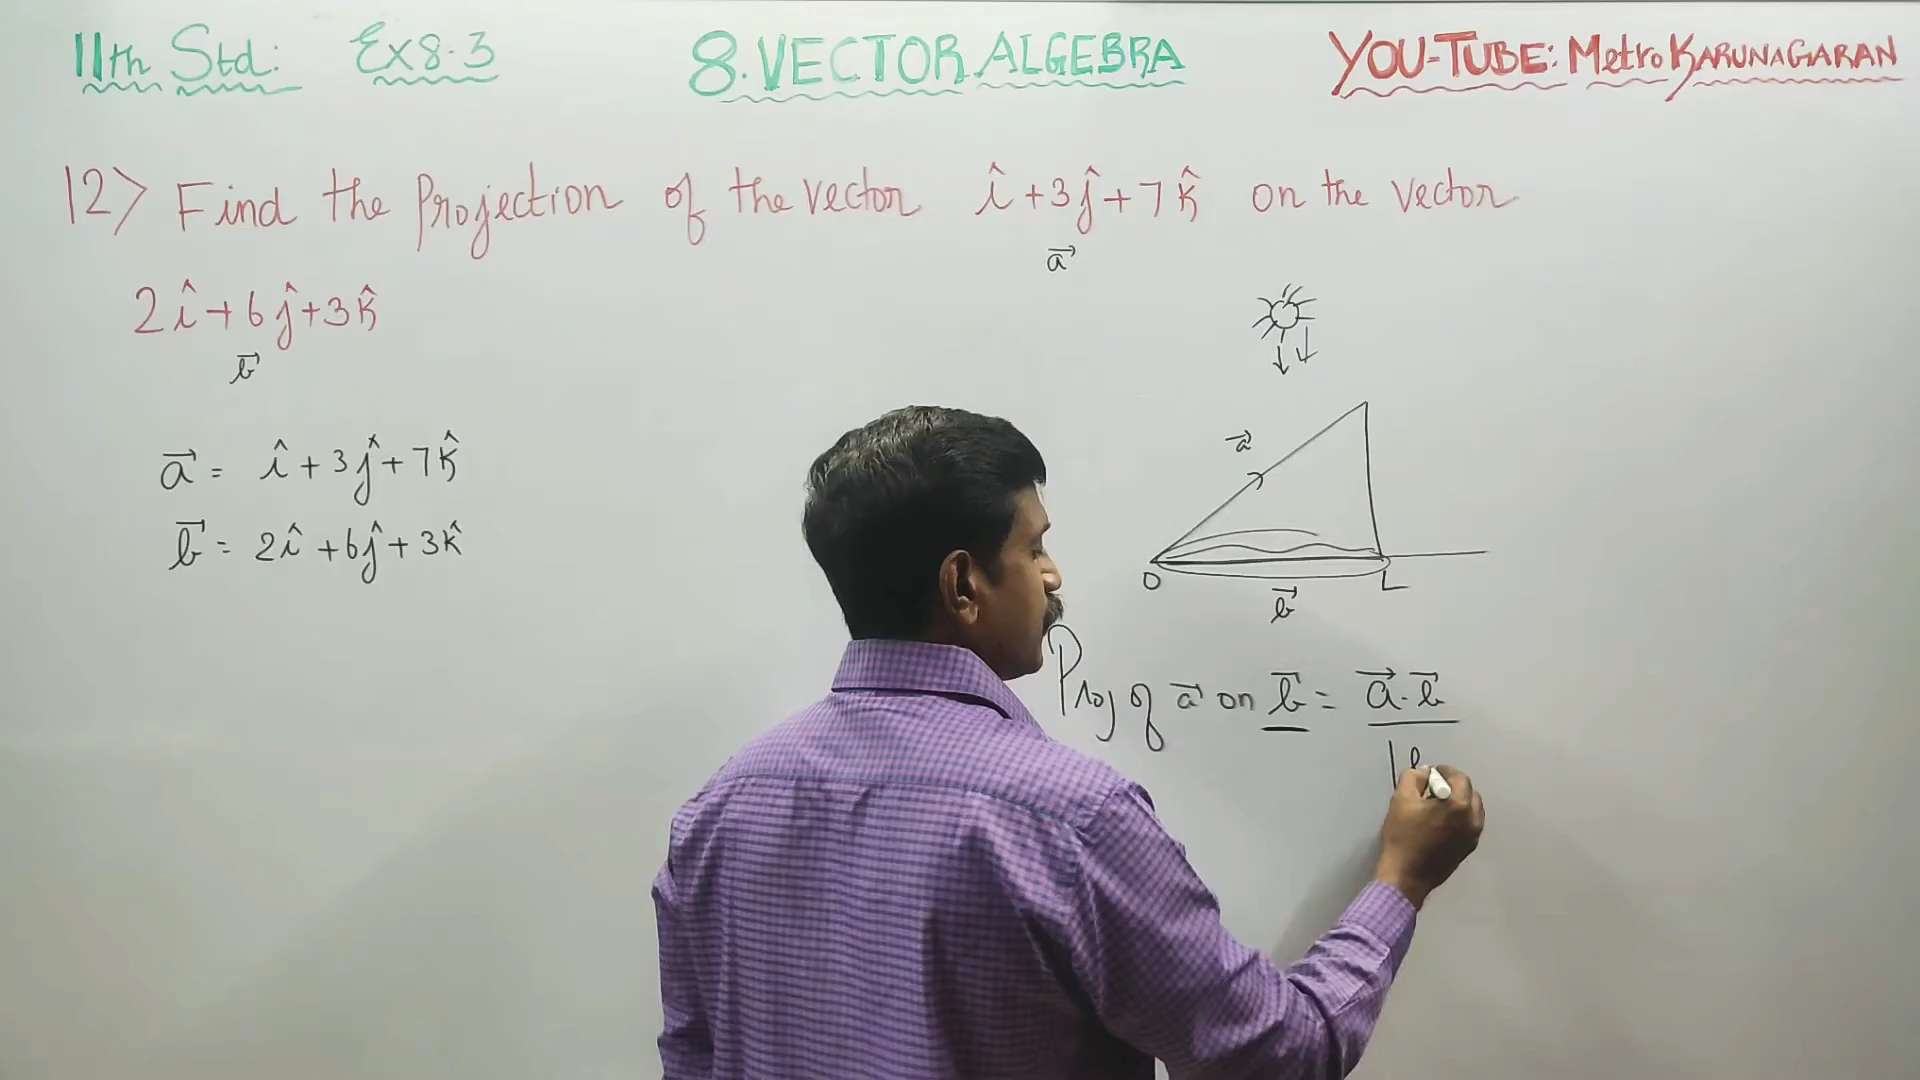 11th Std: Ex 8.3 8. VECTOR ALGEBRA YOU-TUBE: Metro KARUNAGARAN
12> Find the Projection of the vector î + 3ĵ + 7k̂ on the vector
a⃗
2î + 6ĵ + 3k̂
b⃗
a⃗ = î + 3ĵ + 7k̂
b⃗ = 2î + 6ĵ + 3k̂
a⃗
O L
b⃗
Proj of a⃗ on b⃗ = a⃗ · b⃗